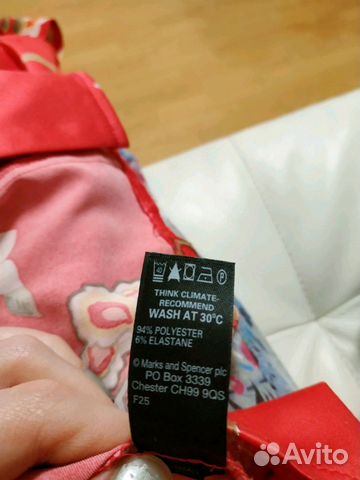 40 P
THINK CLIMATE-
RECOMMEND
WASH AT 30°C
94% POLYESTER
6% ELASTANE
© Marks and Spencer plc
PO Box 3339
Chester CH99 9QS
F25
Avito